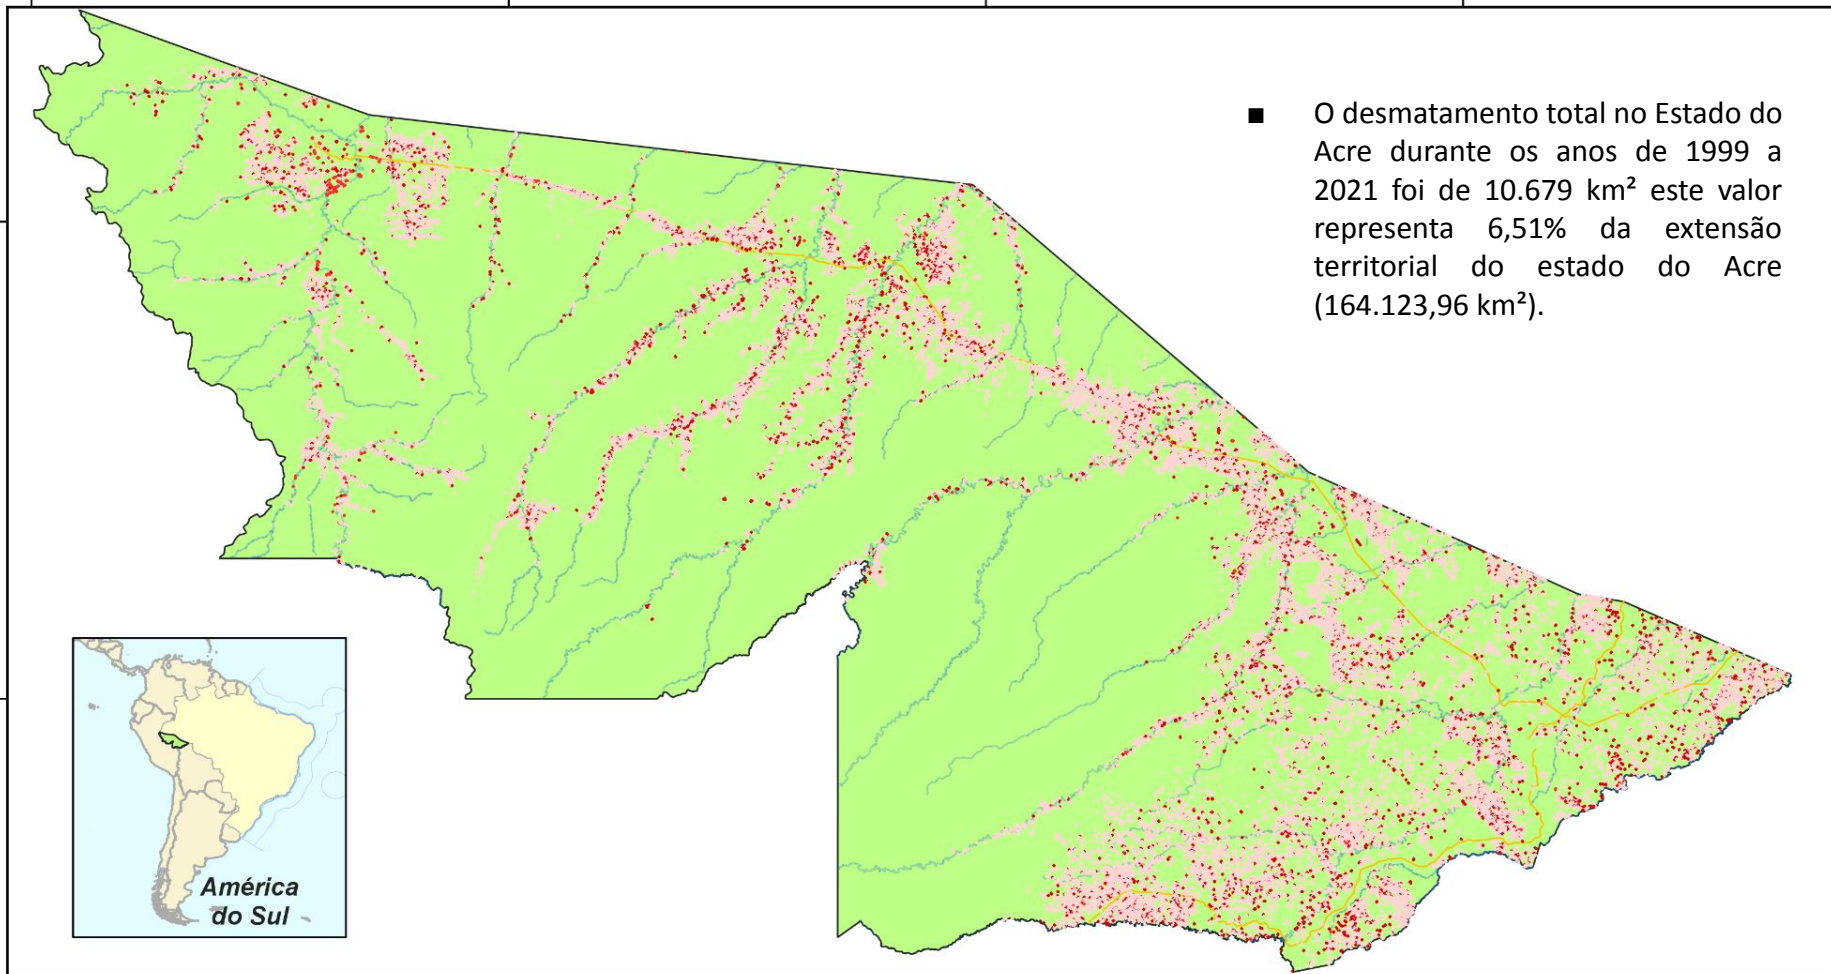 ■ O desmatamento total no Estado do
Acre durante os anos de 1999 a
2021 foi de 10.679 km² este valor
representa 6,51% da extensão
territorial do estado do Acre
(164.123,96 km²).
América
do Sul